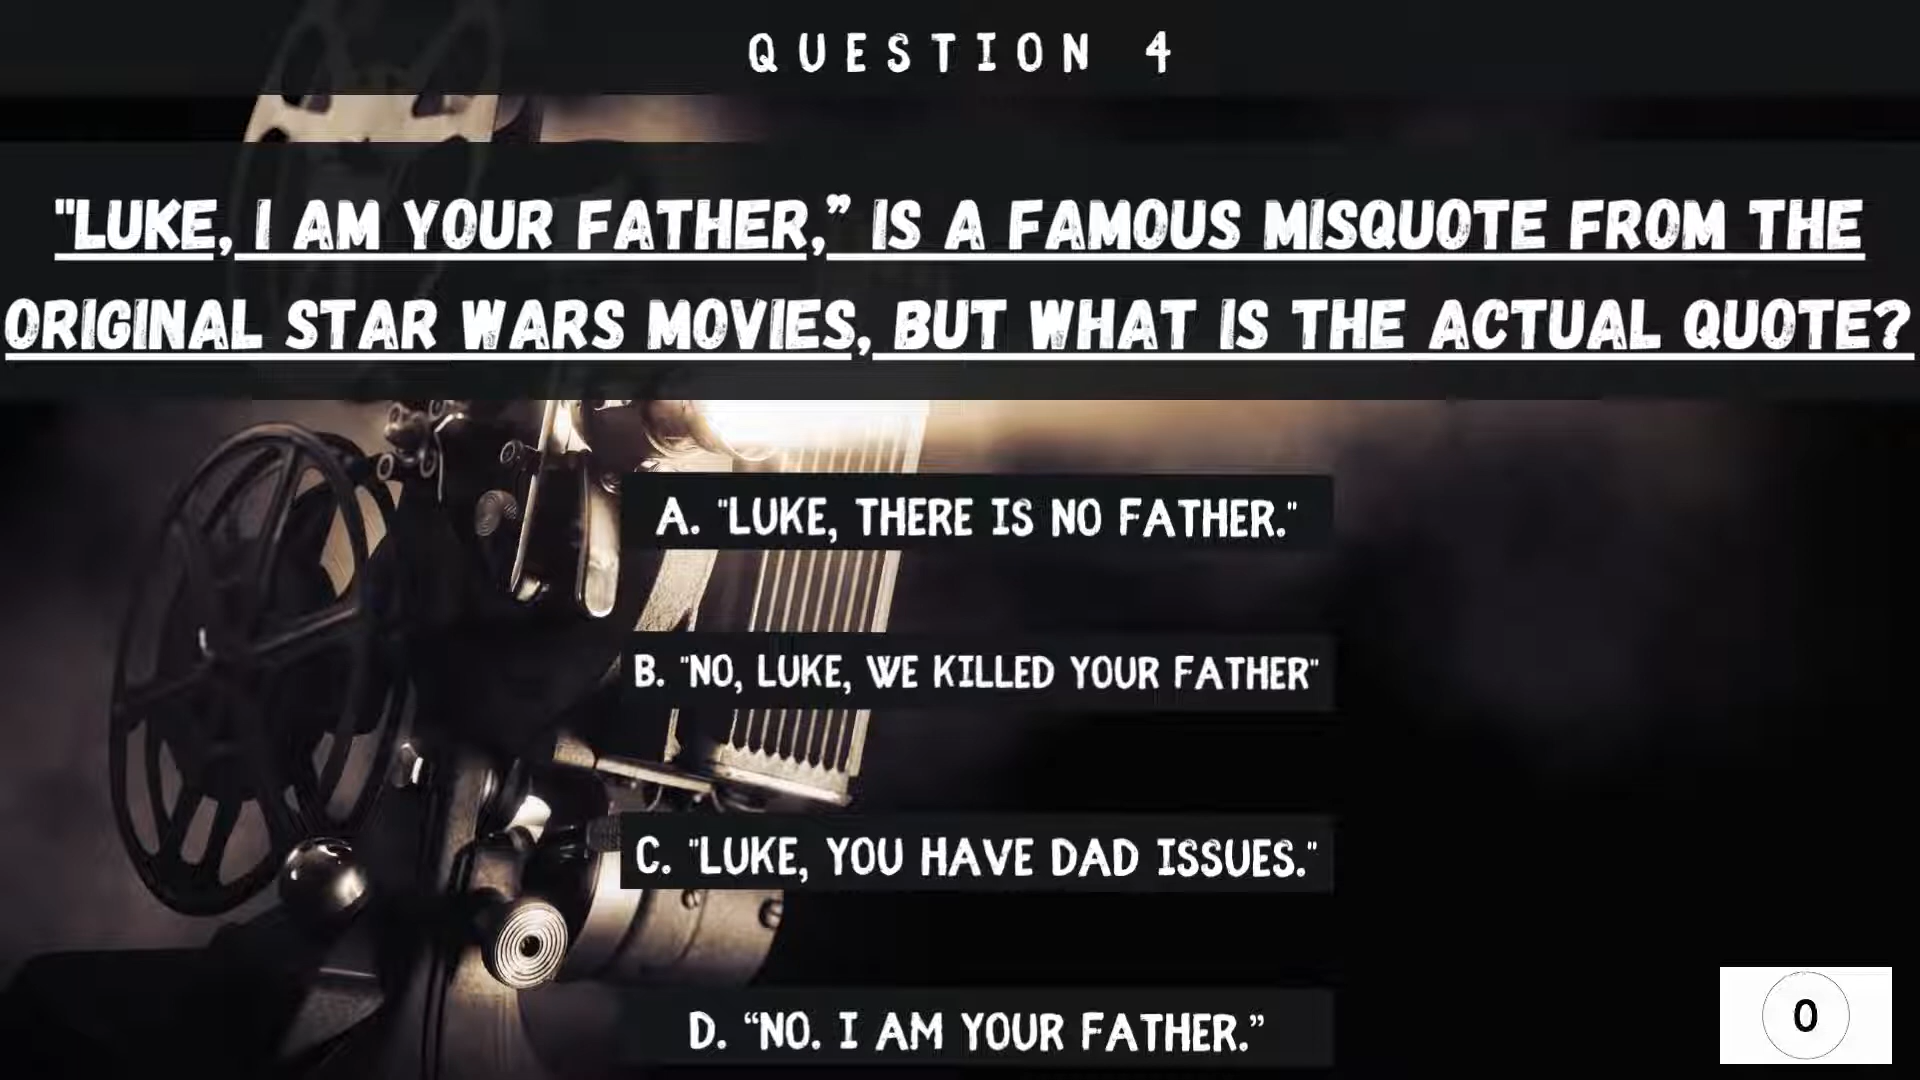 QUESTION 4
"LUKE, I AM YOUR FATHER,” IS A FAMOUS MISQUOTE FROM THE
ORIGINAL STAR WARS MOVIES, BUT WHAT IS THE ACTUAL QUOTE?
A. "LUKE, THERE IS NO FATHER."
B. "NO, LUKE, WE KILLED YOUR FATHER"
C. "LUKE, YOU HAVE DAD ISSUES."
D. “NO. I AM YOUR FATHER.”
0